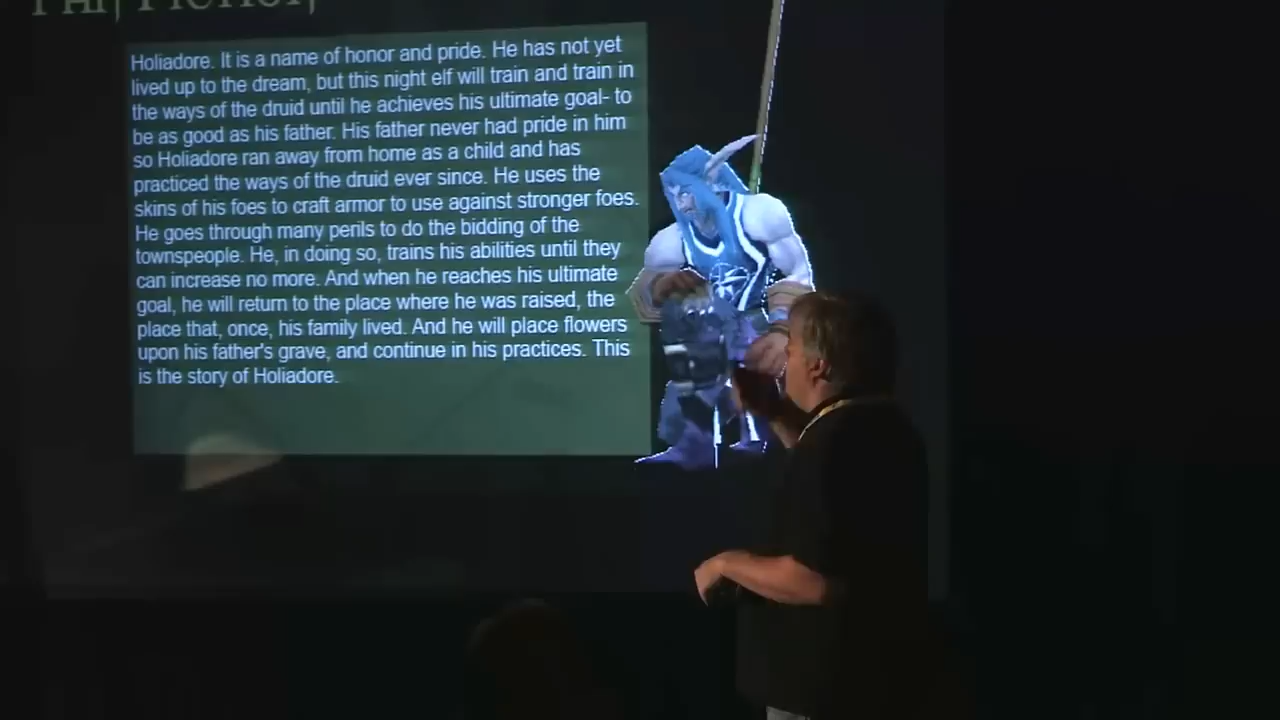 Holiadore. It is a name of honor and pride. He has not yet
lived up to the dream, but this night elf will train and train in
the ways of the druid until he achieves his ultimate goal- to
be as good as his father. His father never had pride in him
so Holiadore ran away from home as a child and has
practiced the ways of the druid ever since. He uses the
skins of his foes to craft armor to use against stronger foes.
He goes through many perils to do the bidding of the
townspeople. He, in doing so, trains his abilities until they
can increase no more. And when he reaches his ultimate
goal, he will return to the place where he was raised, the
place that, once, his family lived. And he will place flowers
upon his father's grave, and continue in his practices. This
is the story of Holiadore.